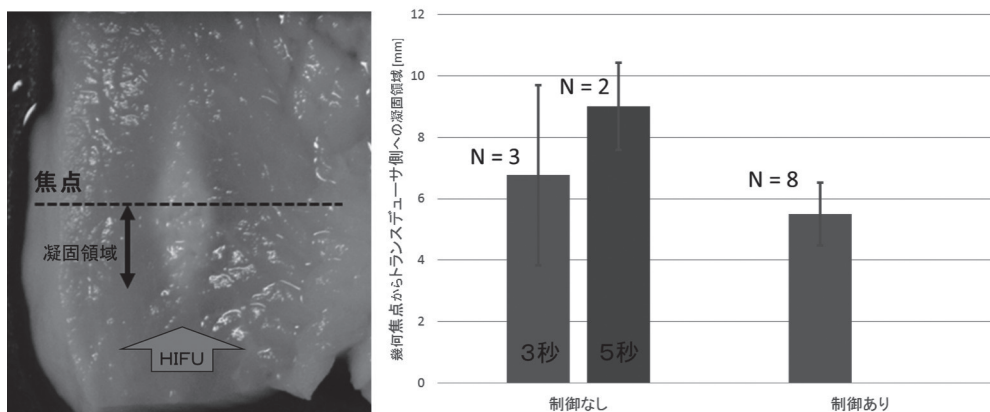 焦点
凝固領域
HIFU
幾何焦点からトランスデューサ側への凝固領域[mm]
12
10
8
6
4
2
0
N = 3
N = 2
N = 8
3秒
5秒
制御なし
制御あり